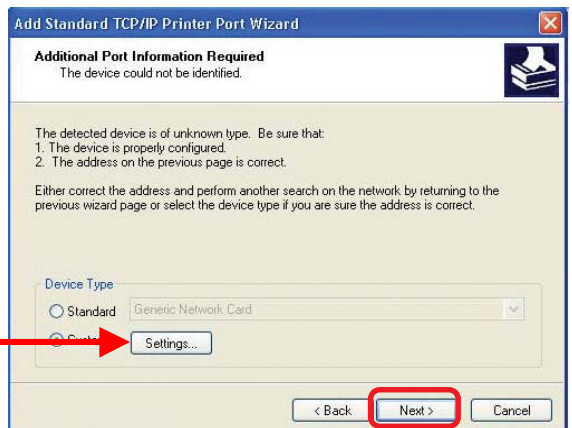 Add Standard TCP/IP Printer Port Wizard
Additional Port Information Required
The device could not be identified.
The detected device is of unknown type. Be sure that:
1. The device is properly configured.
2. The address on the previous page is correct.
Either correct the address and perform another search on the network by returning to the
previous wizard page or select the device type if you are sure the address is correct.
Device Type
Standard
Generic Network Card
Settings...
< Back
Next >
Cancel